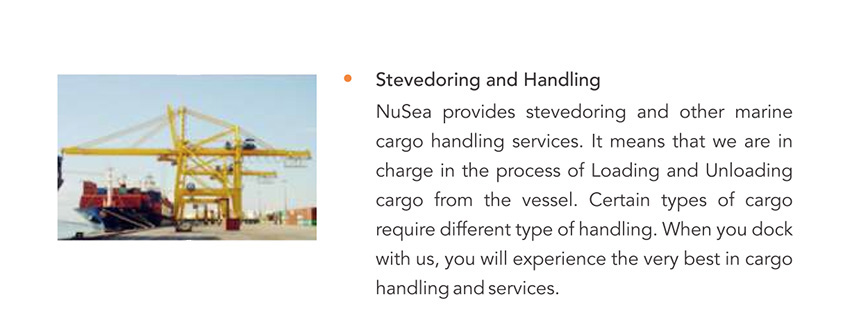 Stevedoring and Handling
NuSea provides stevedoring and other marine
cargo handling services. It means that we are in
charge in the process of Loading and Unloading
cargo from the vessel. Certain types of cargo
require different type of handling. When you dock
with us, you will experience the very best in cargo
handling and services.